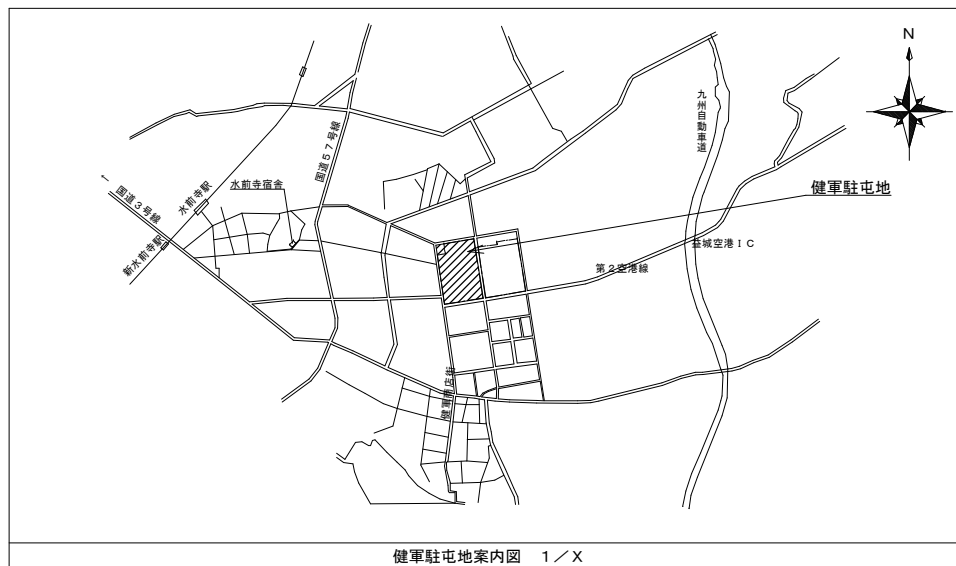 N
九州自動車道
国道57号線
健軍駐屯地
水前寺宿舎
水前寺駅
国道3号線
新水前寺駅
益城空港IC
第2空港線
健軍商店街
健軍駐屯地案内図 1／X